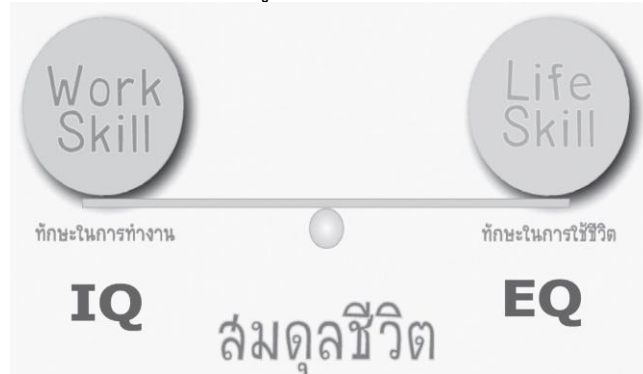 Work
Skill
Life
Skill
ทักษะในการทำงาน
ทักษะในการใช้ชีวิต
IQ
EQ
สมดุลชีวิต